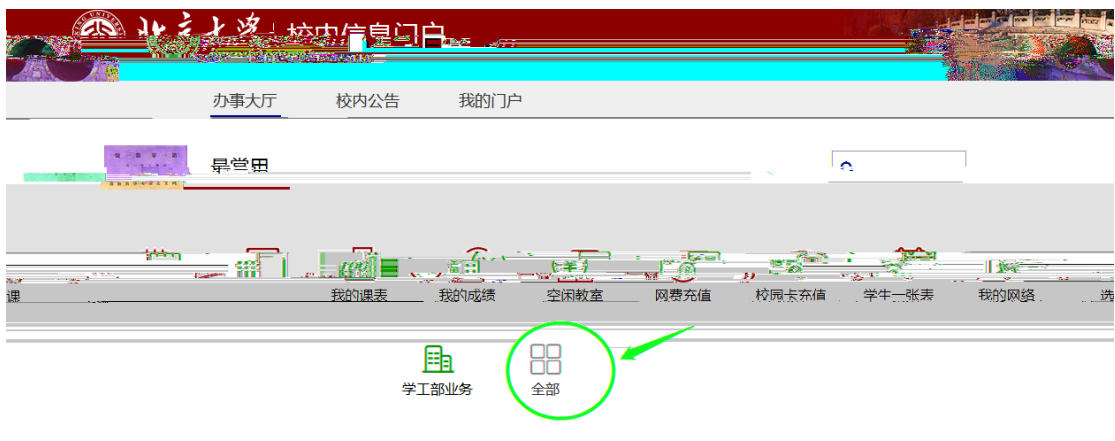 北京大学 校内信息门户
办事大厅 校内公告 我的门户
最常用
课 我的课表 我的成绩 空闲教室 网费充值 校园卡充值 学生一张表 我的网络 选
学工部业务 全部